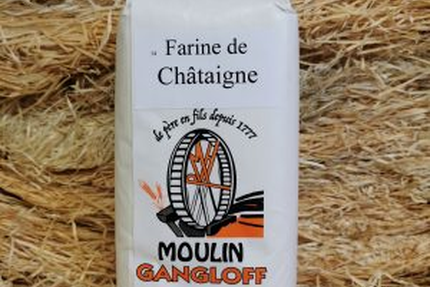 Farine de
Châtaigne
de père en fils depuis 1777
MOULIN
GANGLOFF